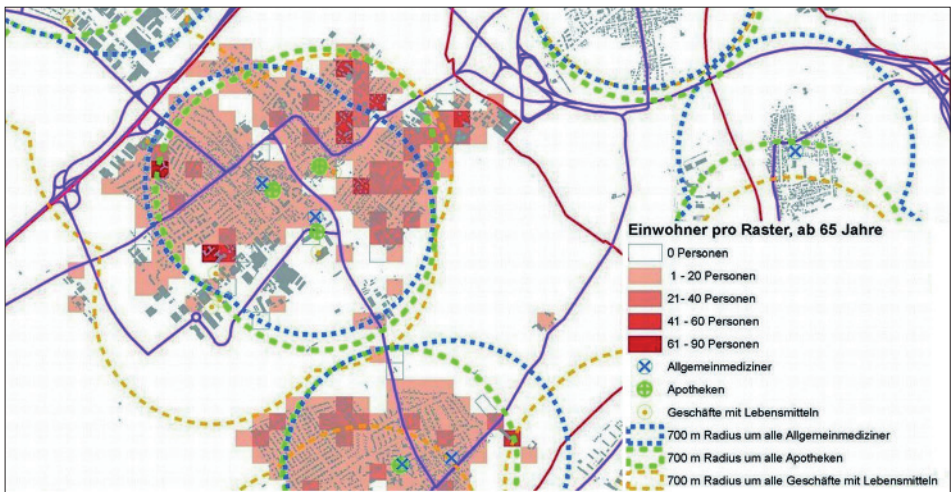 Einwohner pro Raster, ab 65 Jahre
0 Personen
1 - 20 Personen
21 - 40 Personen
41 - 60 Personen
61 - 90 Personen
Allgemeinmediziner
Apotheken
Geschäfte mit Lebensmitteln
700 m Radius um alle Allgemeinmediziner
700 m Radius um alle Apotheken
700 m Radius um alle Geschäfte mit Lebensmitteln